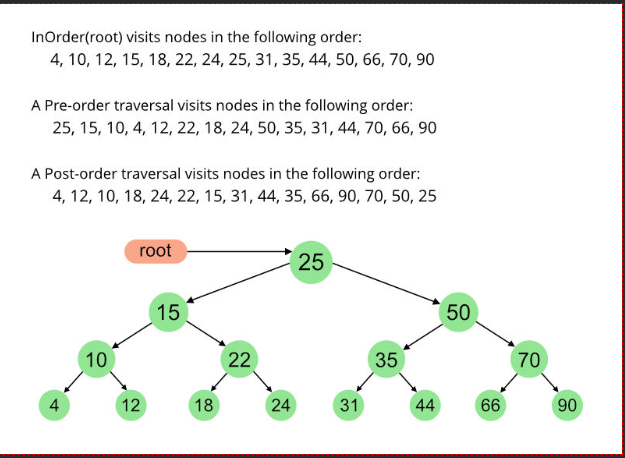 InOrder(root) visits nodes in the following order:
4, 10, 12, 15, 18, 22, 24, 25, 31, 35, 44, 50, 66, 70, 90
A Pre-order traversal visits nodes in the following order:
25, 15, 10, 4, 12, 22, 18, 24, 50, 35, 31, 44, 70, 66, 90
A Post-order traversal visits nodes in the following order:
4, 12, 10, 18, 24, 22, 15, 31, 44, 35, 66, 90, 70, 50, 25
root
25
15 50
10 22 35 70
4 12 18 24 31 44 66 90